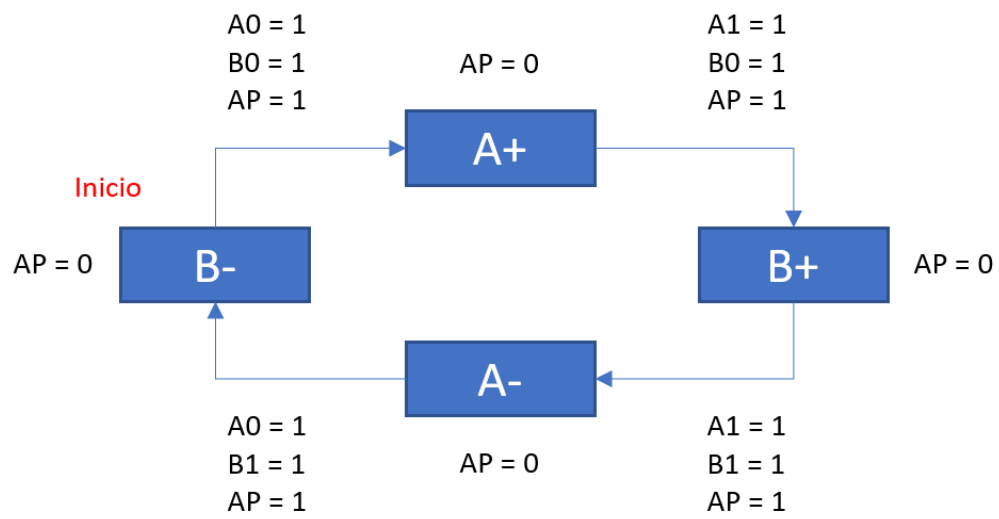 A0 = 1
B0 = 1
AP = 1
AP = 0
A1 = 1
B0 = 1
AP = 1
A+
Inicio
AP = 0
B-
B+
AP = 0
A-
A0 = 1
B1 = 1
AP = 1
AP = 0
A1 = 1
B1 = 1
AP = 1